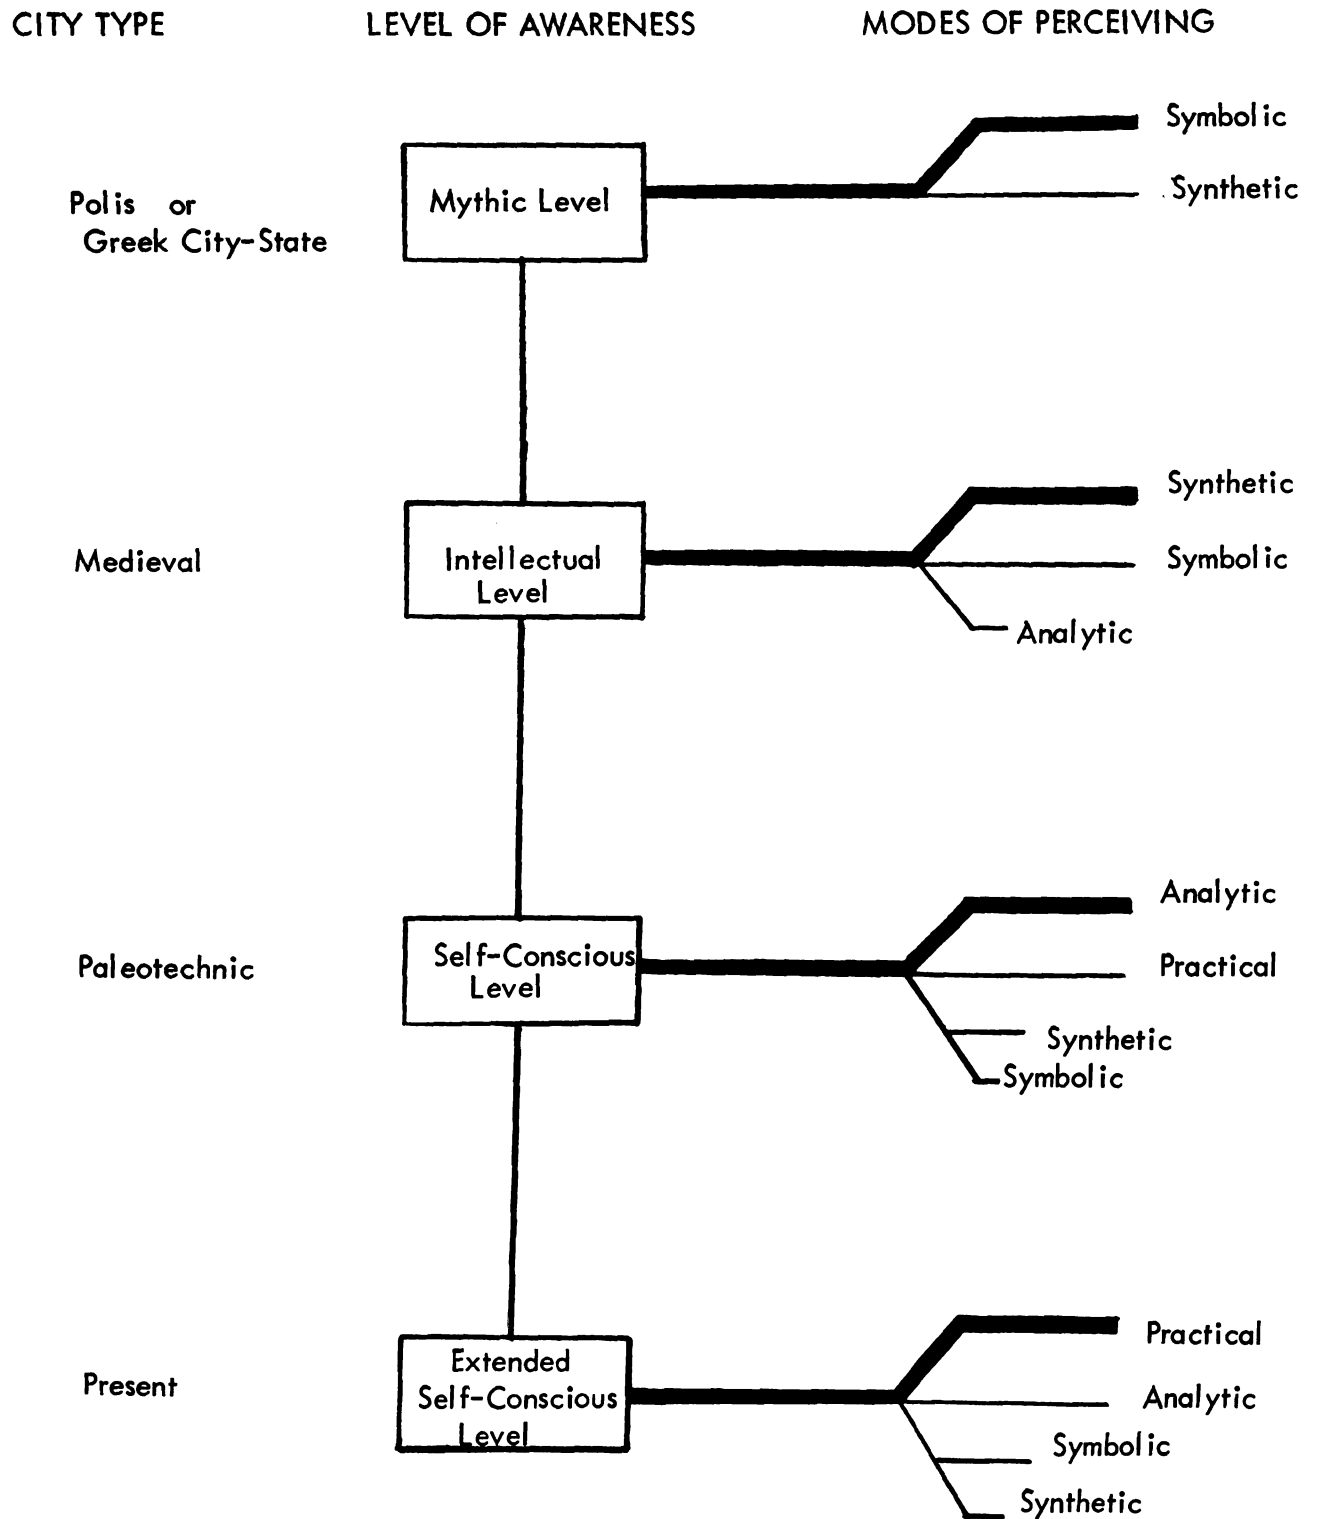 CITY TYPE LEVEL OF AWARENESS MODES OF PERCEIVING
Symbolic
Polis or
Greek City-State
Mythic Level
Synthetic
Medieval
Intellectual
Level
Synthetic
Symbolic
Analytic
Paleotechnic
Self-Conscious
Level
Analytic
Practical
Synthetic
Symbolic
Present
Extended
Self-Conscious
Level
Practical
Analytic
Symbolic
Synthetic